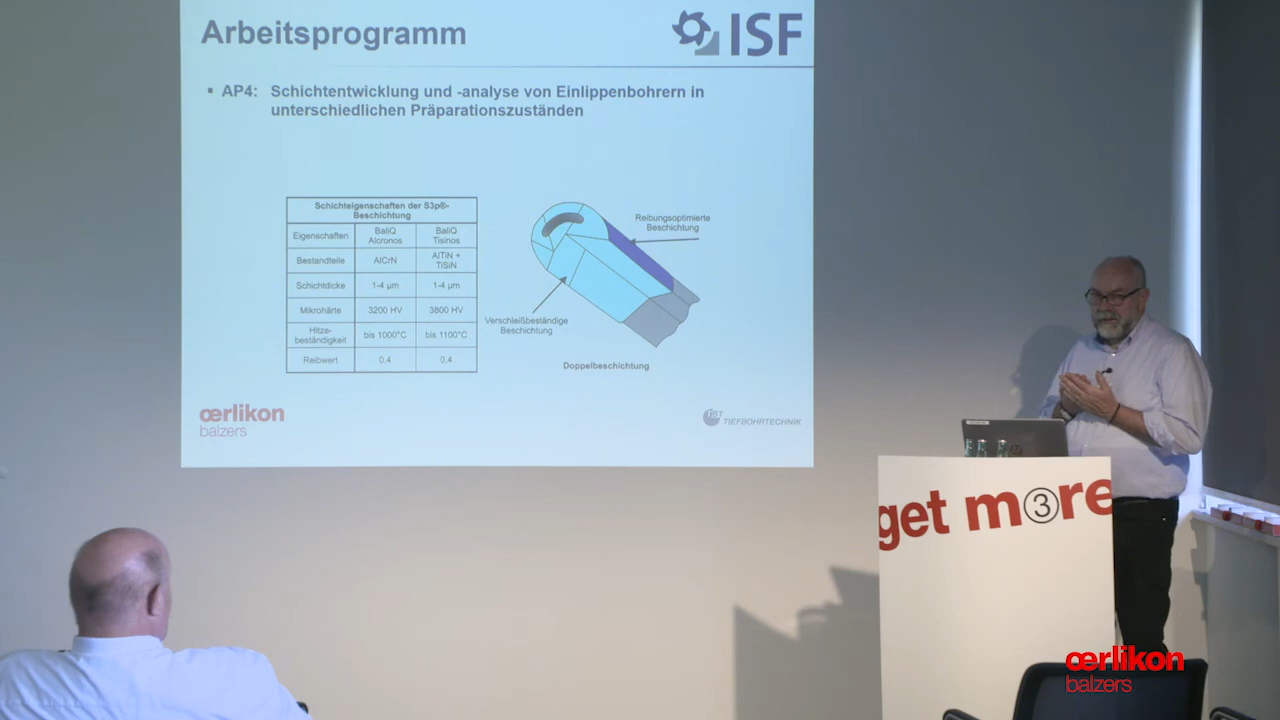 Arbeitsprogramm
ISF
▪ AP4: Schichtentwicklung und -analyse von Einlippenbohrern in
unterschiedlichen Präparationszuständen
Schichteigenschaften der S3p®-
Beschichtung
Eigenschaften BaliQ Alcronos BaliQ Tisinos
Bestandteile AlCrN AlTiN + TiSiN
Schichtdicke 1-4 µm 1-4 µm
Mikrohärte 3200 HV 3800 HV
Hitze-
beständigkeit bis 1000°C bis 1100°C
Reibwert 0,4 0,4
Reibungsoptimierte
Beschichtung
Verschleißbeständige
Beschichtung
Doppelbeschichtung
œrlikon
balzers
TBT TIEFBOHRTECHNIK
get m③re
œrlikon
balzers